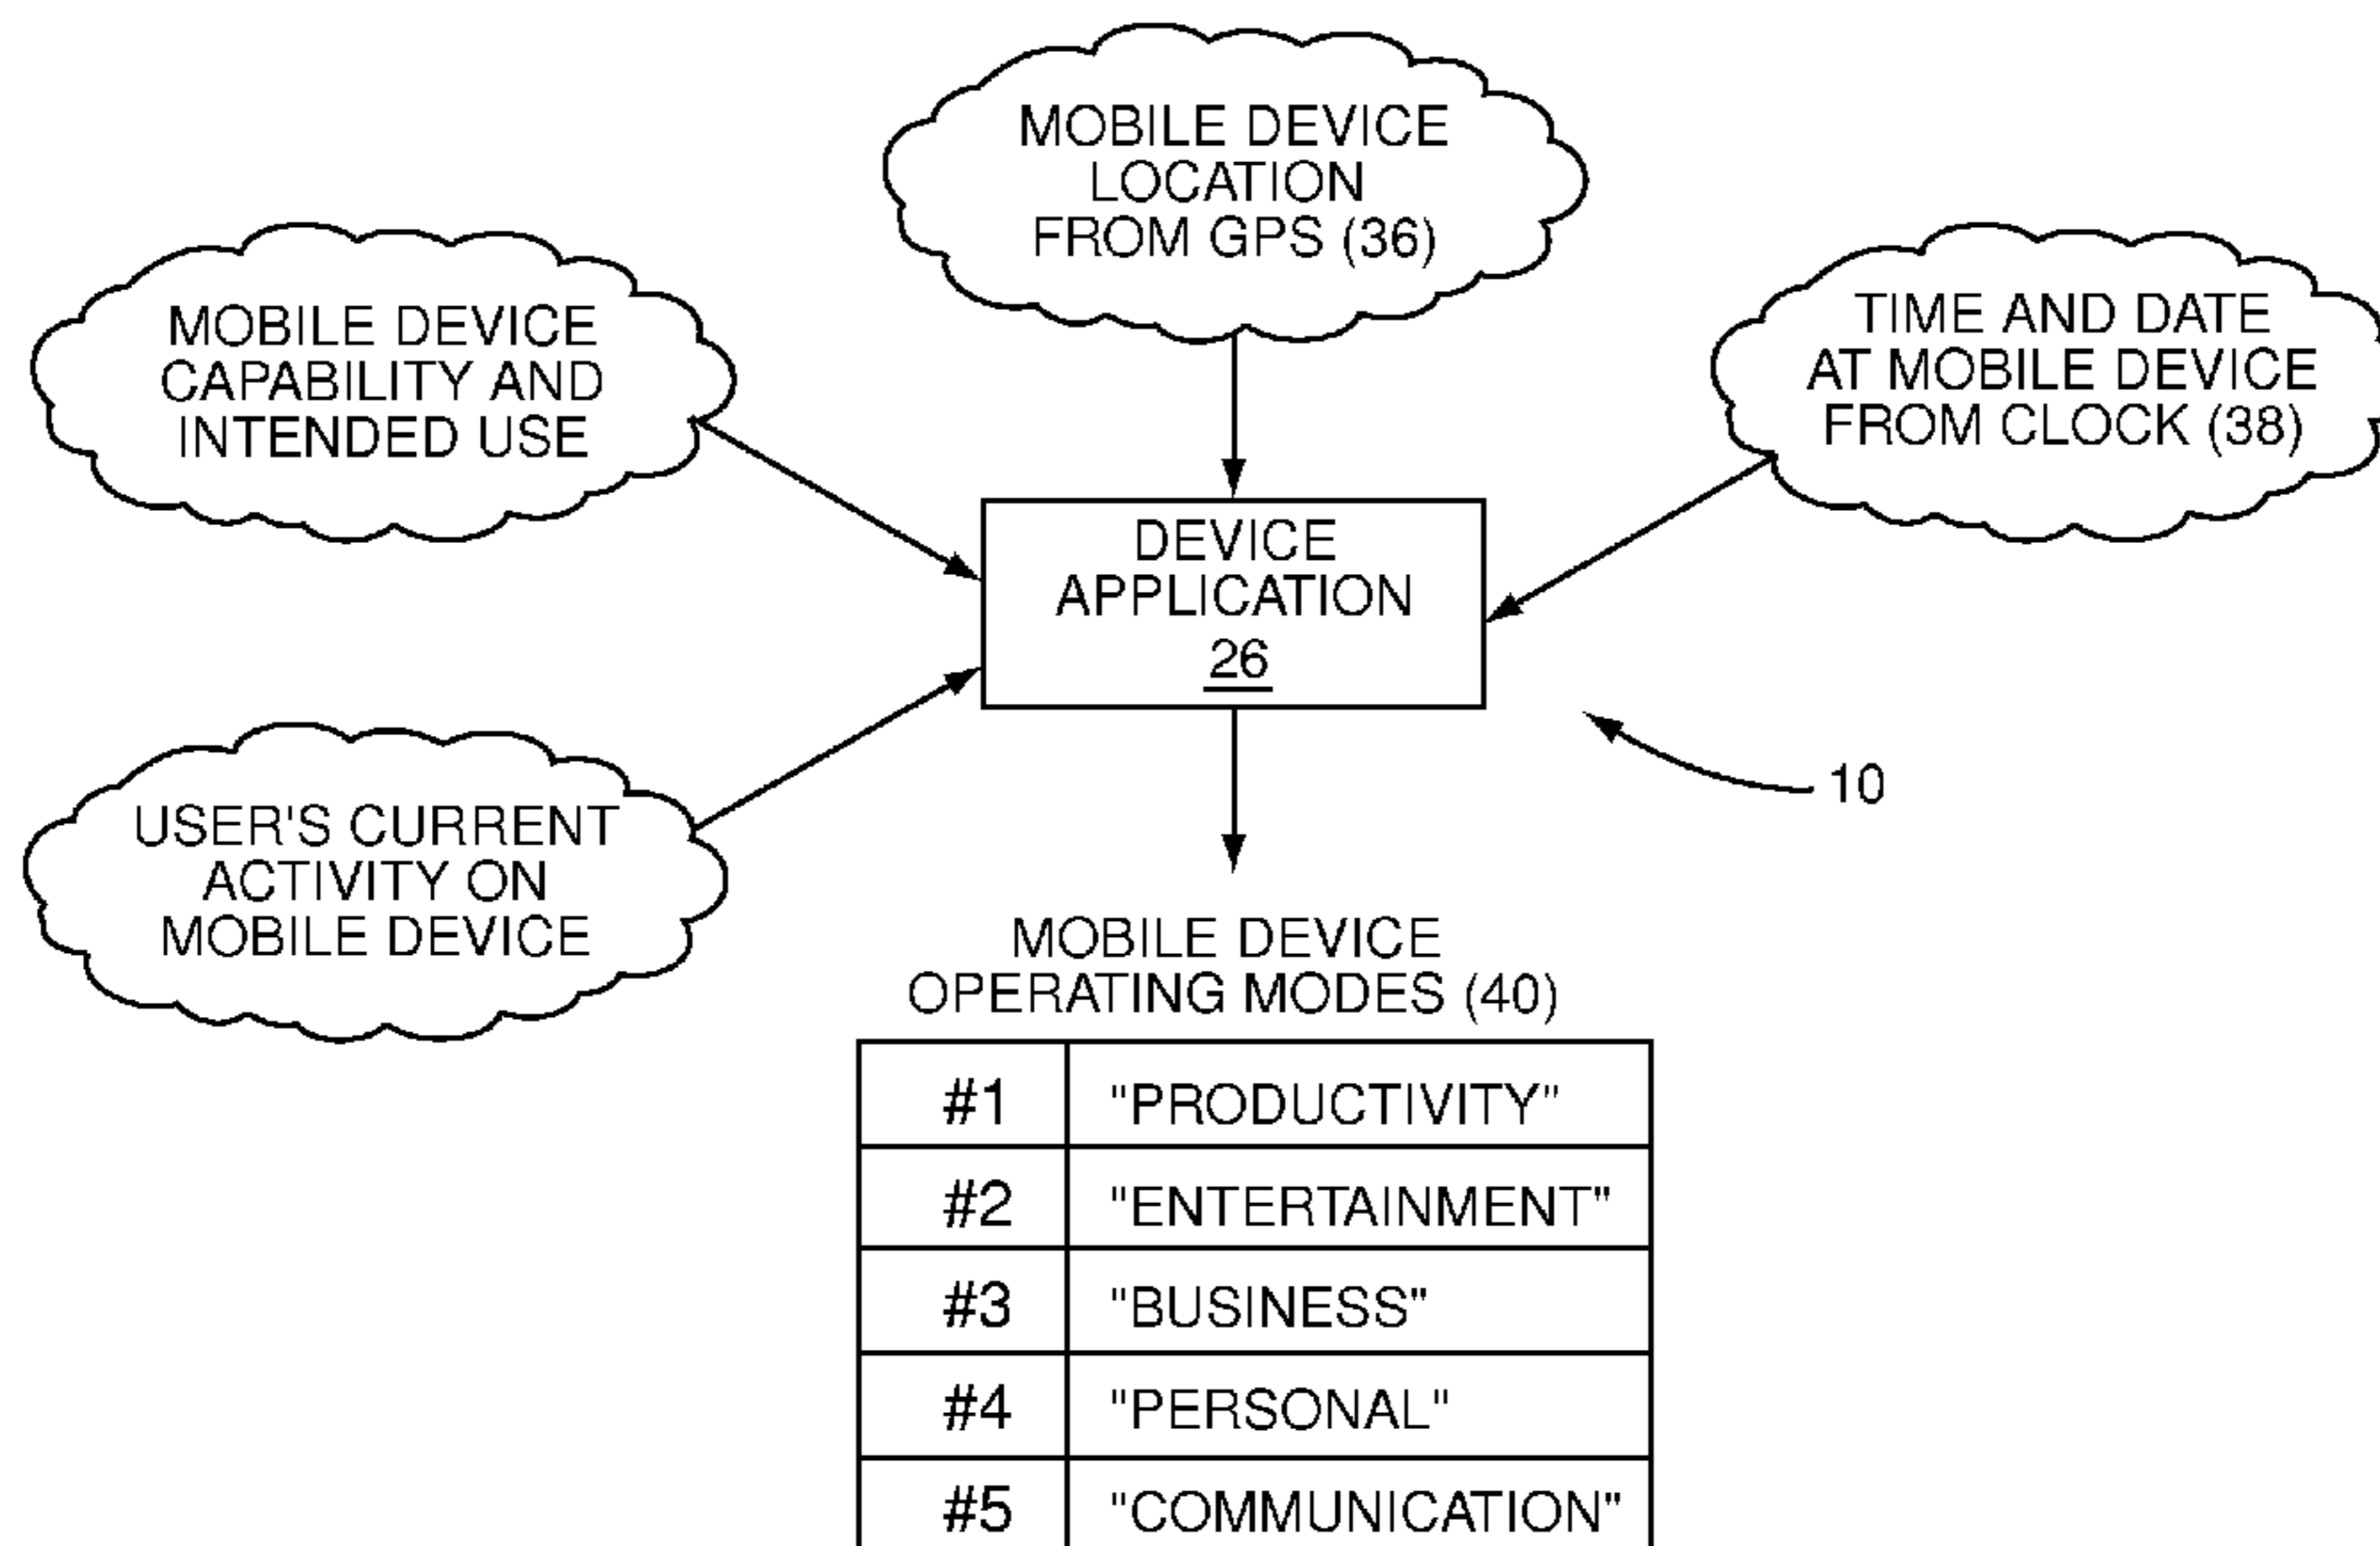 MOBILE DEVICE
LOCATION
FROM GPS (36)
MOBILE DEVICE
CAPABILITY AND
INTENDED USE
TIME AND DATE
AT MOBILE DEVICE
FROM CLOCK (38)
DEVICE
APPLICATION
26
10
USER'S CURRENT
ACTIVITY ON
MOBILE DEVICE
MOBILE DEVICE
OPERATING MODES (40)
#1 "PRODUCTIVITY"
#2 "ENTERTAINMENT"
#3 "BUSINESS"
#4 "PERSONAL"
#5 "COMMUNICATION"